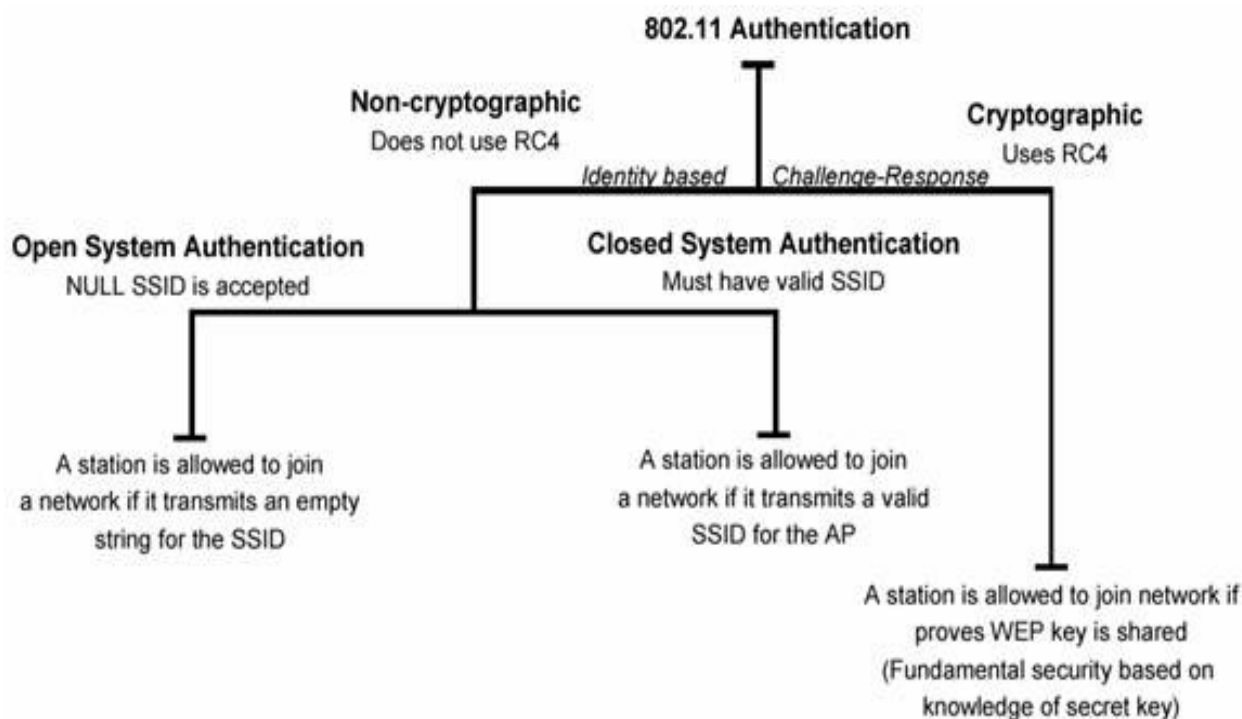 802.11 Authentication
Non-cryptographic
Does not use RC4
Cryptographic
Uses RC4
Identity based
Challenge-Response
Open System Authentication
NULL SSID is accepted
Closed System Authentication
Must have valid SSID
A station is allowed to join
a network if it transmits an empty
string for the SSID
A station is allowed to join
a network if it transmits a valid
SSID for the AP
A station is allowed to join network if
proves WEP key is shared
(Fundamental security based on
knowledge of secret key)